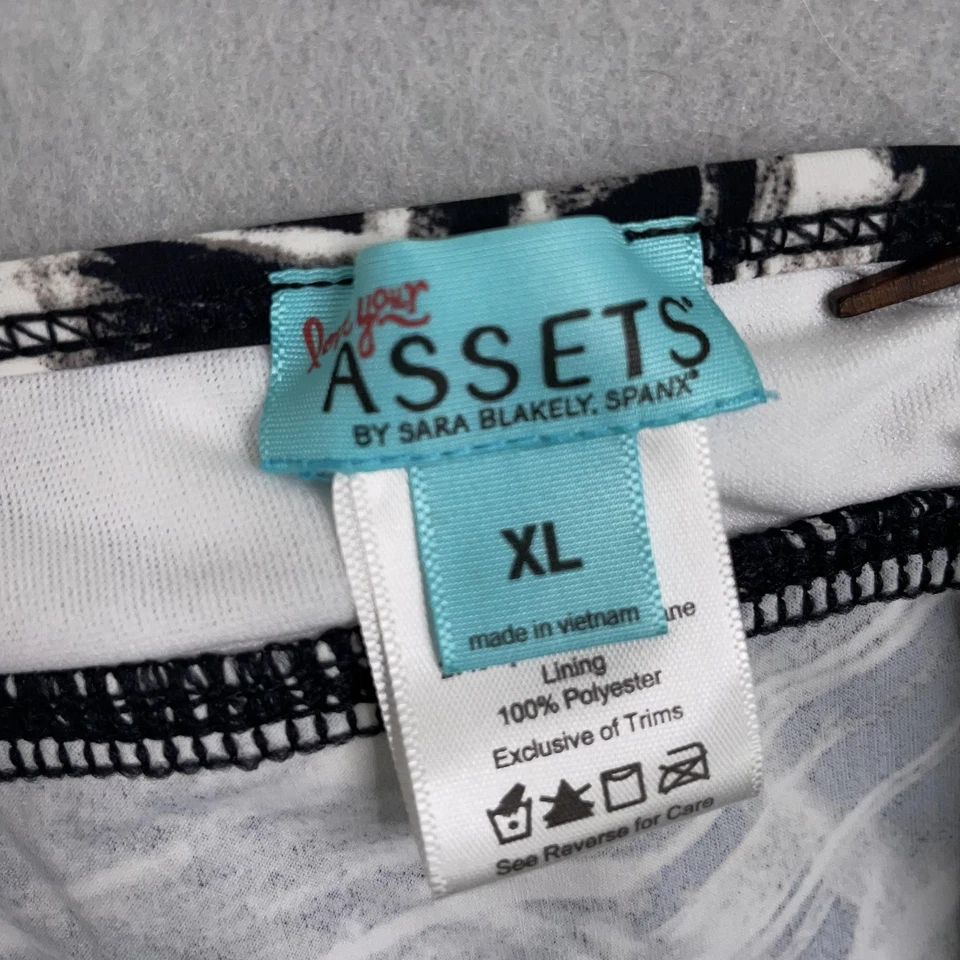 love your
ASSETS®
BY SARA BLAKELY, SPANX®
XL
made in vietnam
Lining
100% Polyester
Exclusive of Trims
See Reverse for Care